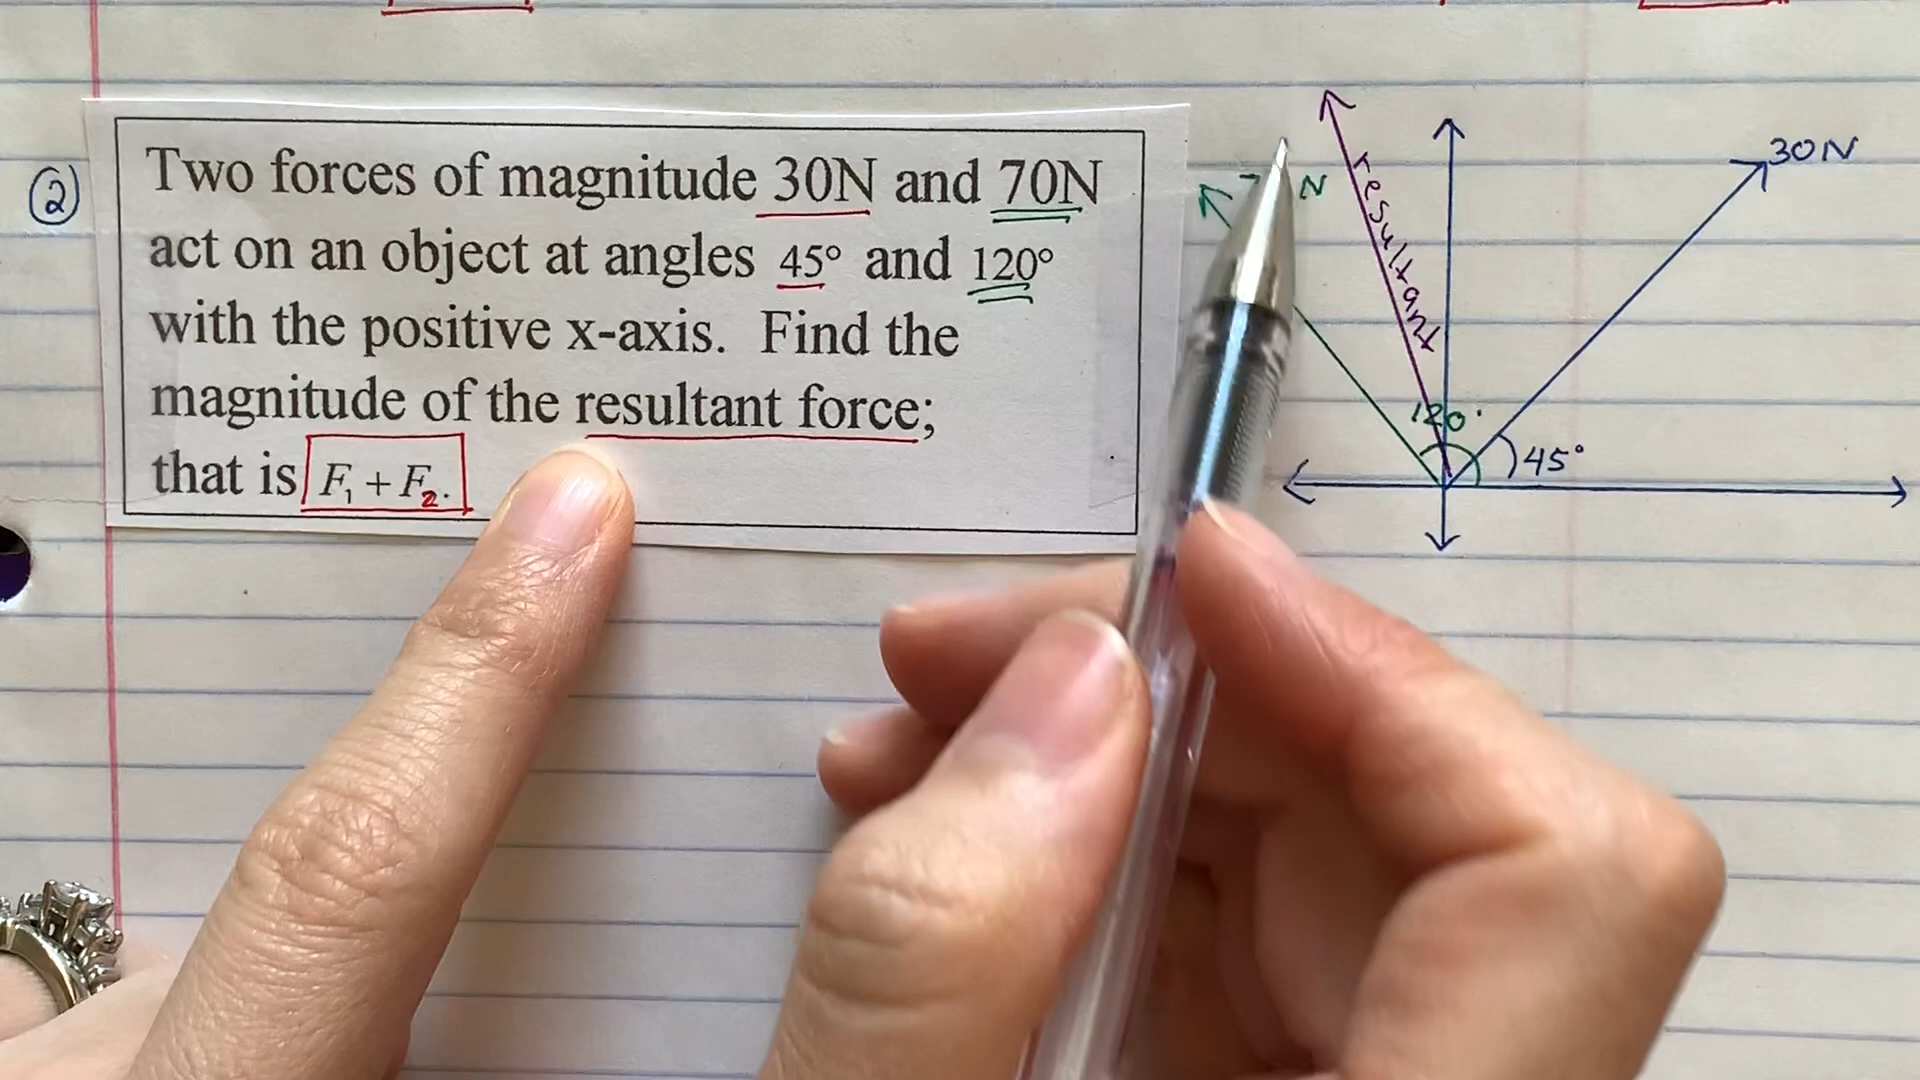 ②
Two forces of magnitude 30N and 70N
act on an object at angles 45° and 120°
with the positive x-axis. Find the
magnitude of the resultant force;
that is F₁ + F₂.
30N
N
resultant
120°
45°